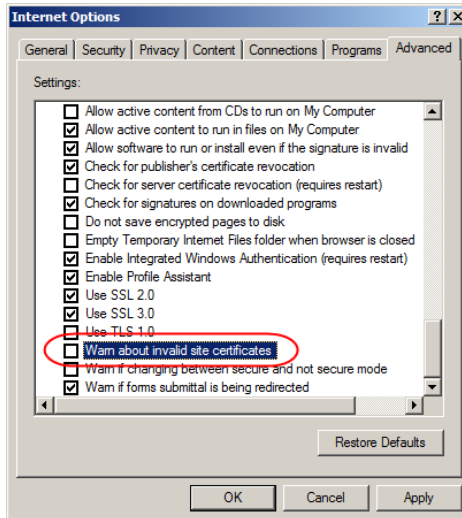 Internet Options
General Security Privacy Content Connections Programs Advanced
Settings:
Allow active content from CDs to run on My Computer
Allow active content to run in files on My Computer
Allow software to run or install even if the signature is invalid
Check for publisher's certificate revocation
Check for server certificate revocation (requires restart)
Check for signatures on downloaded programs
Do not save encrypted pages to disk
Empty Temporary Internet Files folder when browser is closed
Enable Integrated Windows Authentication (requires restart)
Enable Profile Assistant
Use SSL 2.0
Use SSL 3.0
Use TLS 1.0
Warn about invalid site certificates
Warn if changing between secure and not secure mode
Warn if forms submittal is being redirected
Restore Defaults
OK Cancel Apply